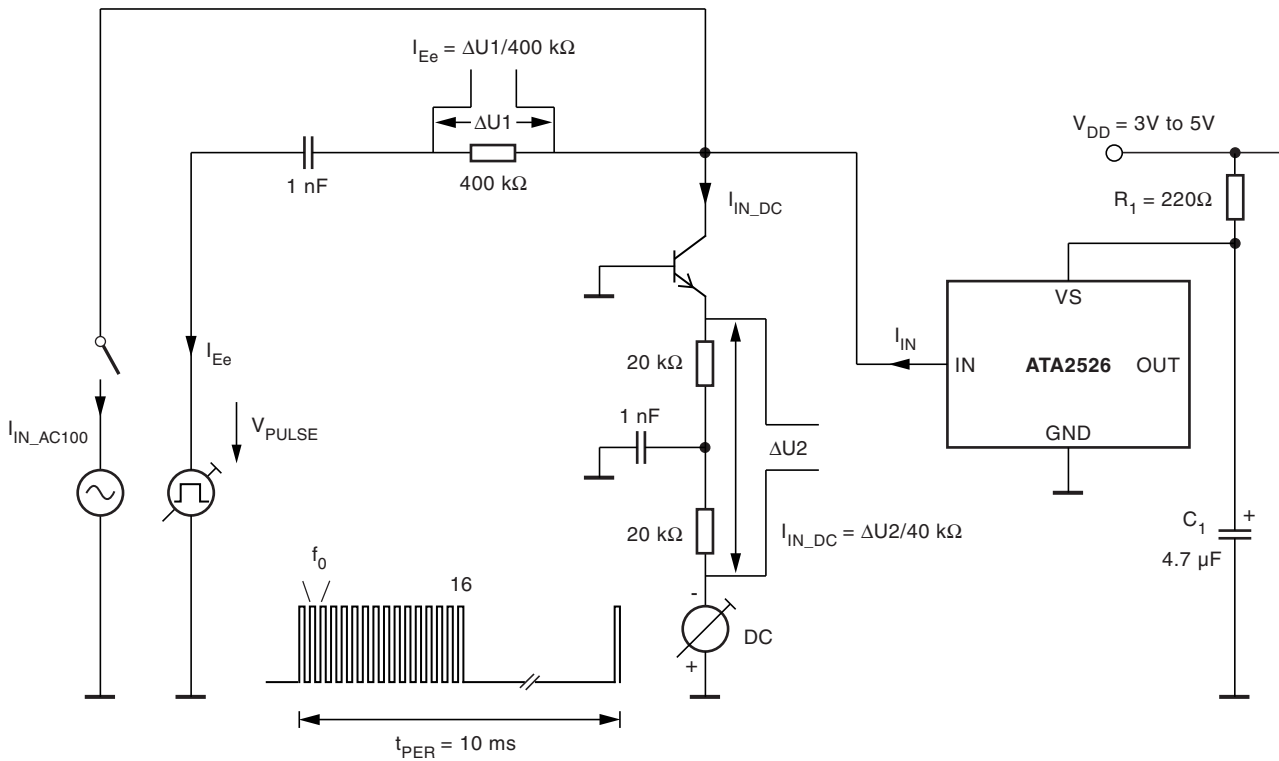 I_Ee = ΔU1/400 kΩ
ΔU1
1 nF
400 kΩ
V_DD = 3V to 5V
R_1 = 220Ω
I_IN_DC
VS
I_Ee
20 kΩ
I_IN
IN
ATA2526
OUT
I_IN_AC100
V_PULSE
1 nF
ΔU2
GND
20 kΩ
I_IN_DC = ΔU2/40 kΩ
C_1
+
4.7 µF
f_0
16
-
DC
+
t_PER = 10 ms